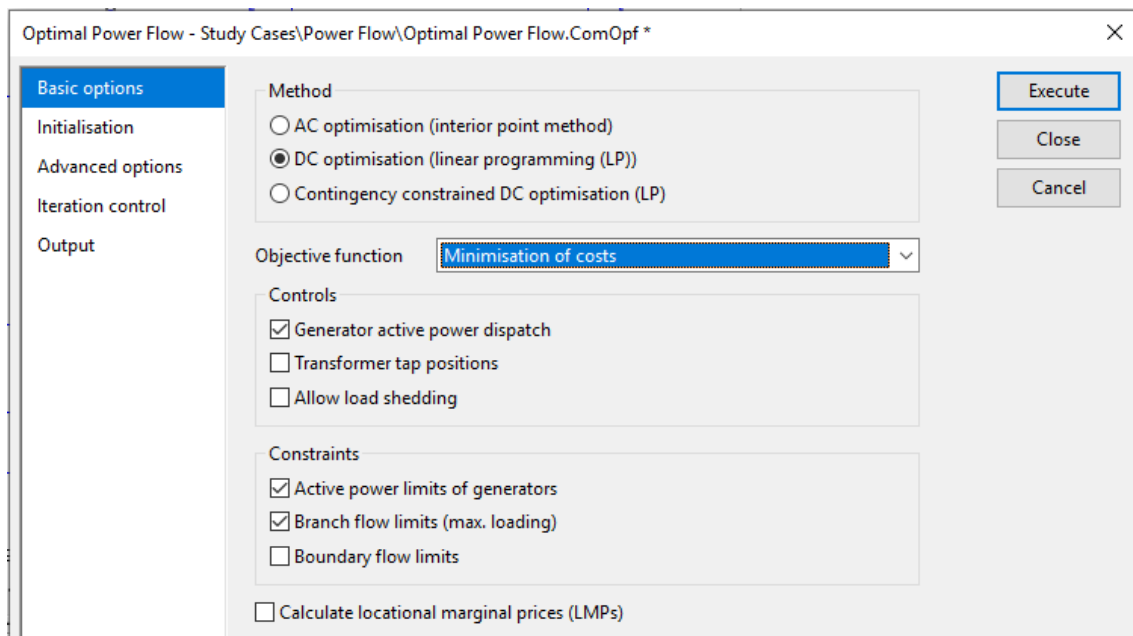 Optimal Power Flow - Study Cases\Power Flow\Optimal Power Flow.ComOpf *
Basic options
Initialisation
Advanced options
Iteration control
Output
Method
AC optimisation (interior point method)
DC optimisation (linear programming (LP))
Contingency constrained DC optimisation (LP)
Objective function Minimisation of costs
Controls
Generator active power dispatch
Transformer tap positions
Allow load shedding
Constraints
Active power limits of generators
Branch flow limits (max. loading)
Boundary flow limits
Calculate locational marginal prices (LMPs)
Execute
Close
Cancel